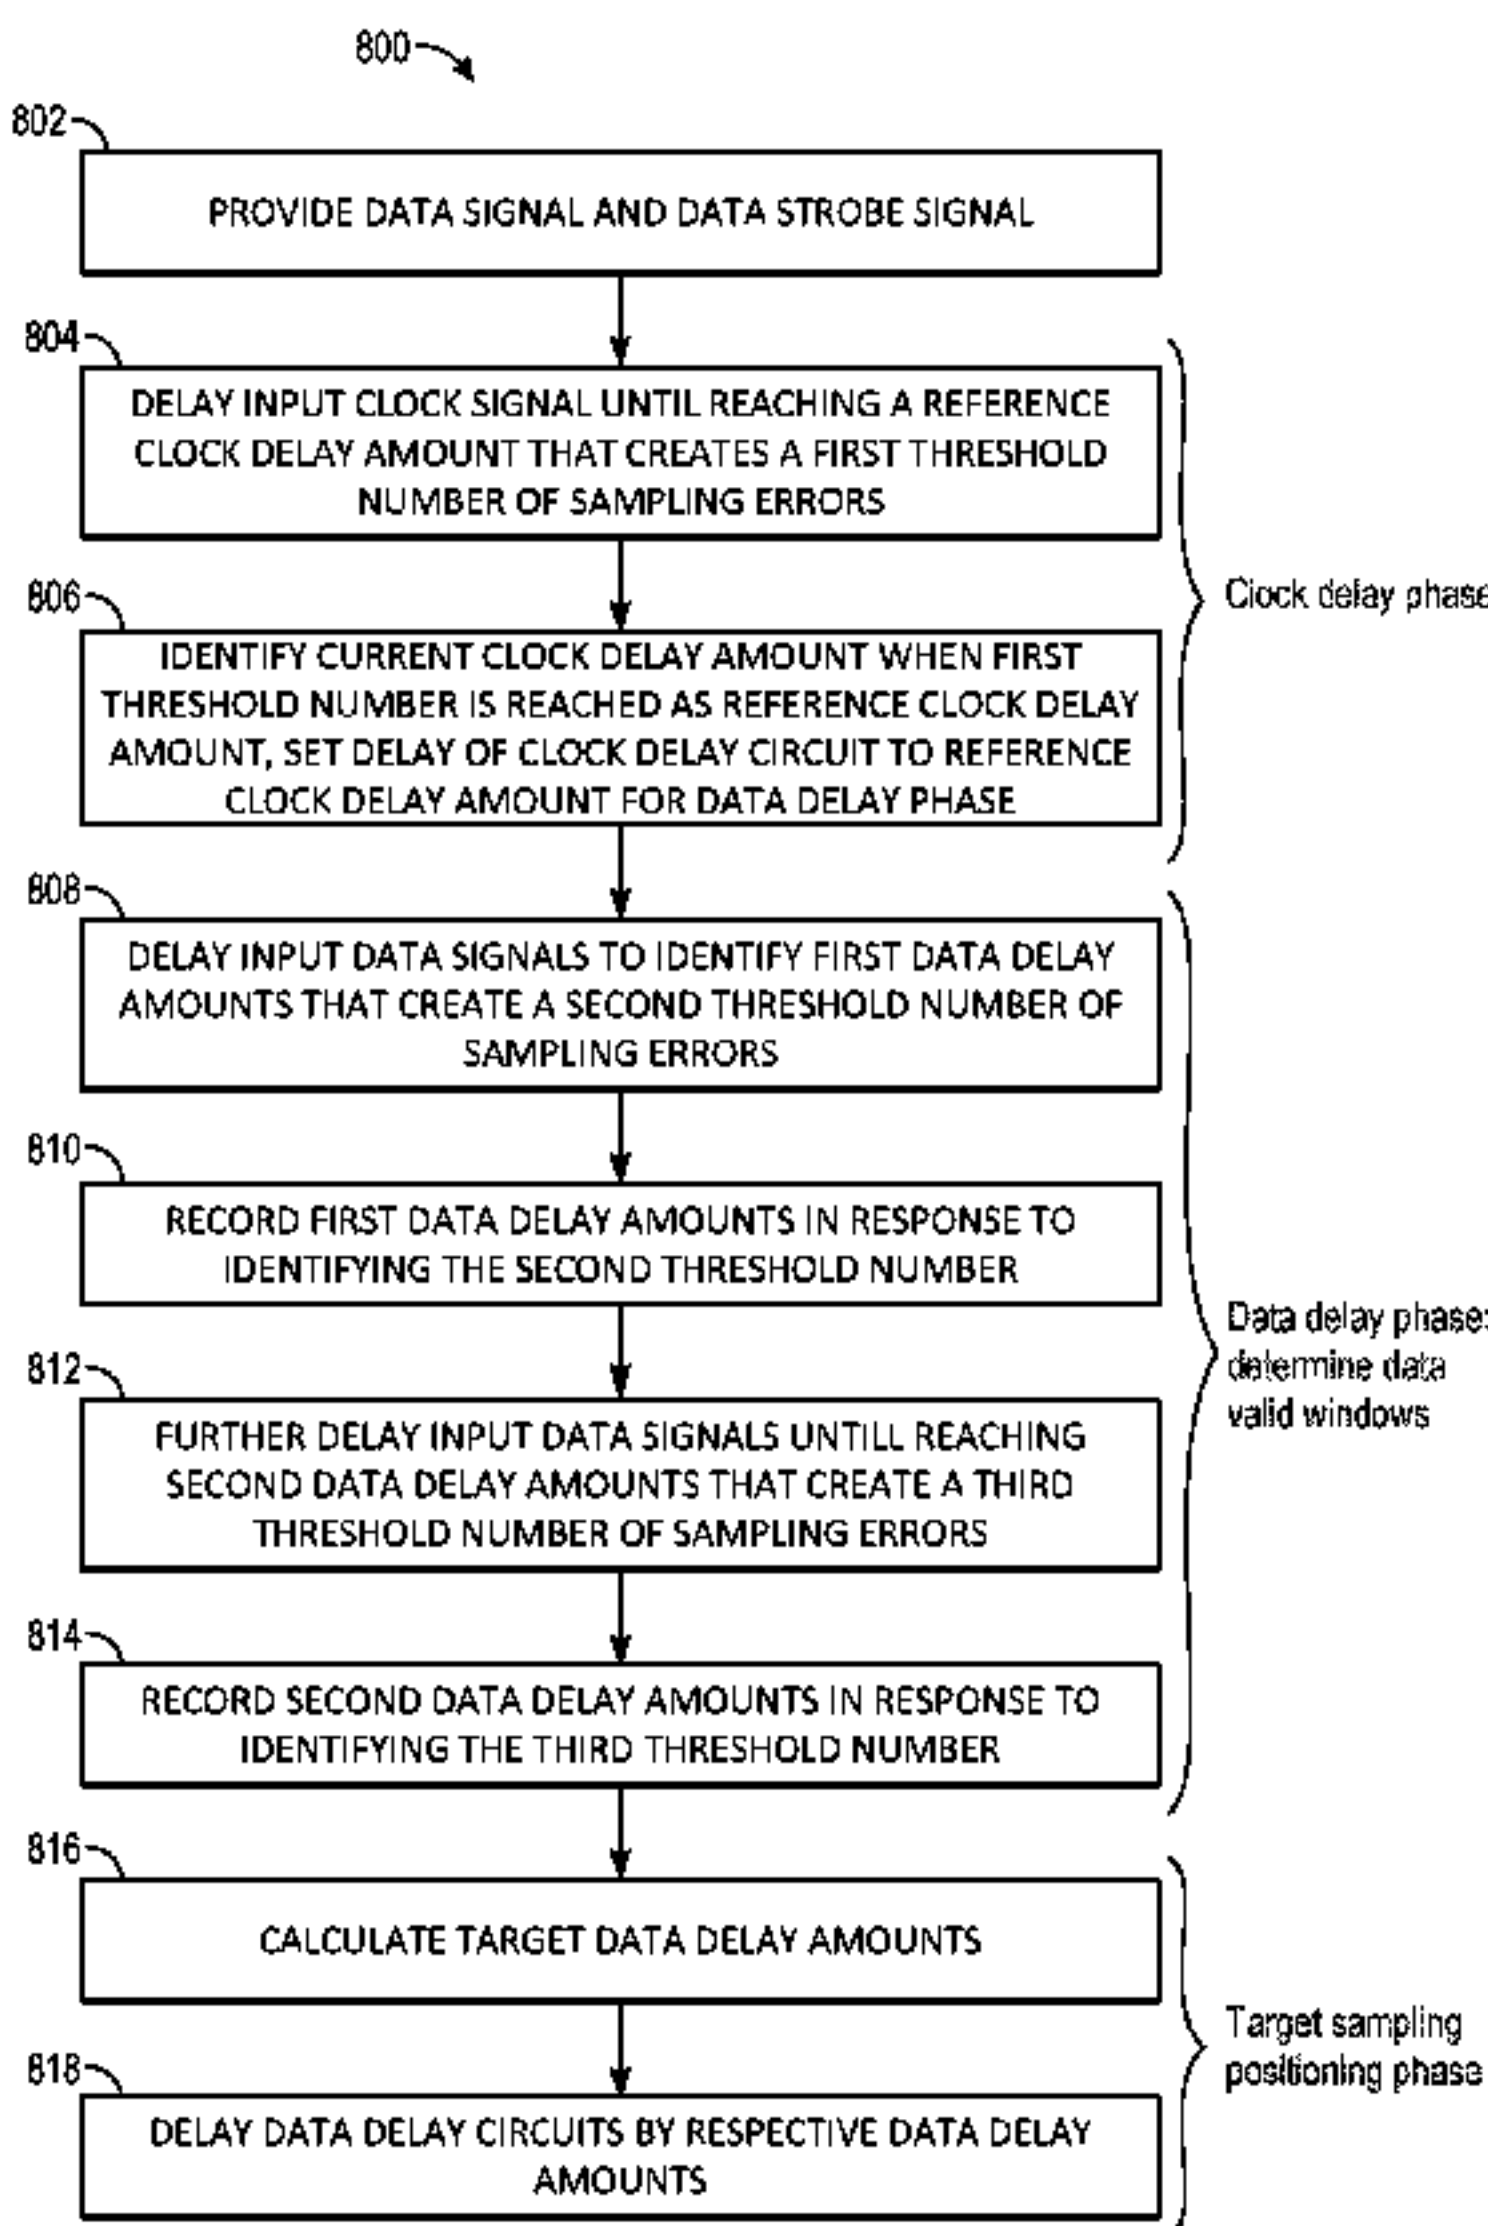 800
802
PROVIDE DATA SIGNAL AND DATA STROBE SIGNAL
804
DELAY INPUT CLOCK SIGNAL UNTIL REACHING A REFERENCE
CLOCK DELAY AMOUNT THAT CREATES A FIRST THRESHOLD
NUMBER OF SAMPLING ERRORS
Clock delay phase
806
IDENTIFY CURRENT CLOCK DELAY AMOUNT WHEN FIRST
THRESHOLD NUMBER IS REACHED AS REFERENCE CLOCK DELAY
AMOUNT, SET DELAY OF CLOCK DELAY CIRCUIT TO REFERENCE
CLOCK DELAY AMOUNT FOR DATA DELAY PHASE
808
DELAY INPUT DATA SIGNALS TO IDENTIFY FIRST DATA DELAY
AMOUNTS THAT CREATE A SECOND THRESHOLD NUMBER OF
SAMPLING ERRORS
810
RECORD FIRST DATA DELAY AMOUNTS IN RESPONSE TO
IDENTIFYING THE SECOND THRESHOLD NUMBER
Data delay phase:
determine data
valid windows
812
FURTHER DELAY INPUT DATA SIGNALS UNTILL REACHING
SECOND DATA DELAY AMOUNTS THAT CREATE A THIRD
THRESHOLD NUMBER OF SAMPLING ERRORS
814
RECORD SECOND DATA DELAY AMOUNTS IN RESPONSE TO
IDENTIFYING THE THIRD THRESHOLD NUMBER
816
CALCULATE TARGET DATA DELAY AMOUNTS
Target sampling
positioning phase
818
DELAY DATA DELAY CIRCUITS BY RESPECTIVE DATA DELAY
AMOUNTS